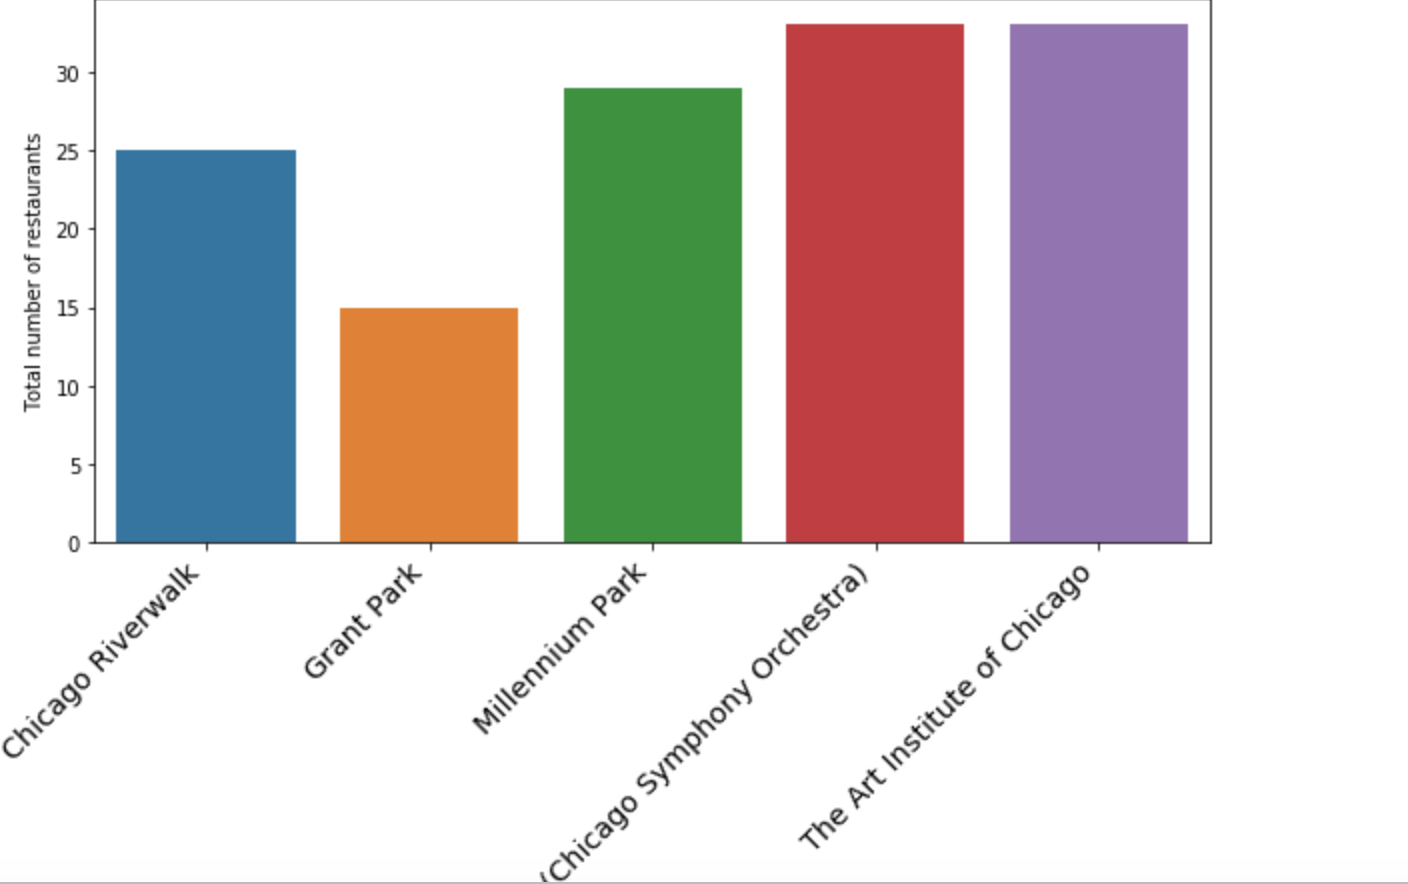 Total number of restaurants
30
25
20
15
10
5
0
Chicago Riverwalk
Grant Park
Millennium Park
(Chicago Symphony Orchestra)
The Art Institute of Chicago